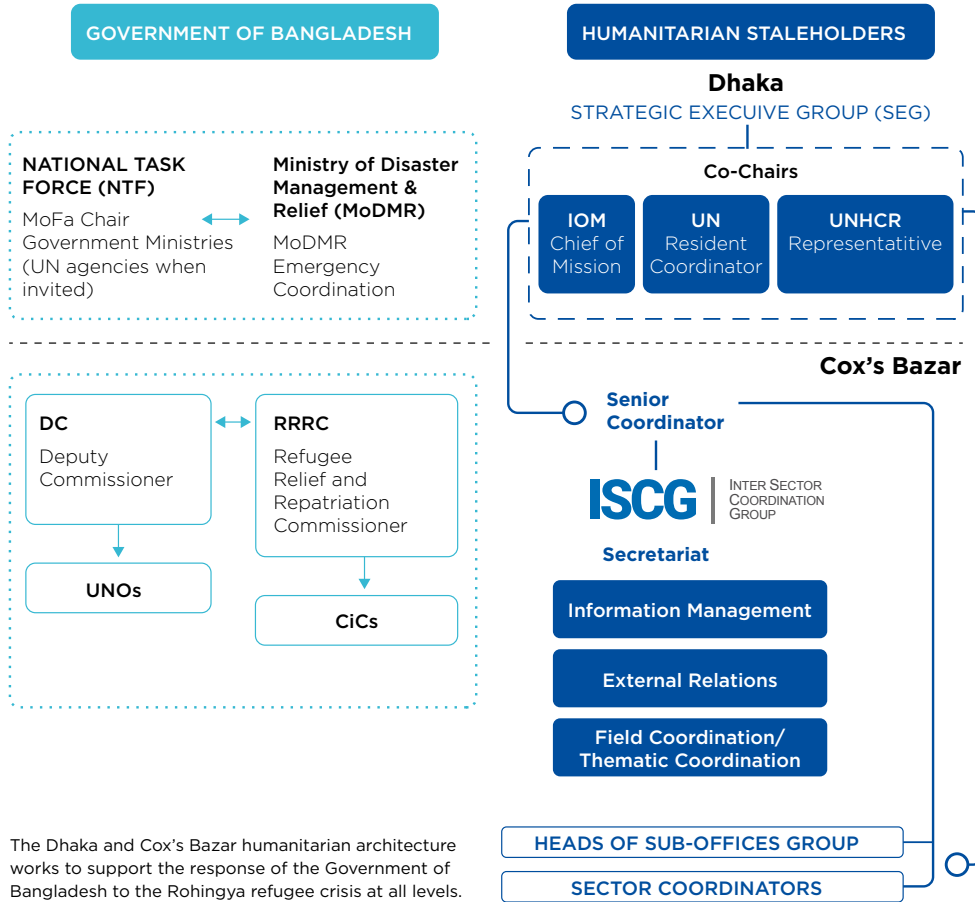 GOVERNMENT OF BANGLADESH
HUMANITARIAN STALEHOLDERS
Dhaka
STRATEGIC EXECUIVE GROUP (SEG)
NATIONAL TASK
FORCE (NTF)
MoFa Chair
Government Ministries
(UN agencies when
invited)
Ministry of Disaster
Management &
Relief (MoDMR)
MoDMR
Emergency
Coordination
Co-Chairs
IOM
Chief of
Mission
UN
Resident
Coordinator
UNHCR
Representatitive
Cox's Bazar
DC
Deputy
Commissioner
UNOs
RRRC
Refugee
Relief and
Repatriation
Commissioner
CiCs
Senior
Coordinator
ISCG
INTER SECTOR
COORDINATION
GROUP
Secretariat
Information Management
External Relations
Field Coordination/
Thematic Coordination
The Dhaka and Cox's Bazar humanitarian architecture
works to support the response of the Government of
Bangladesh to the Rohingya refugee crisis at all levels.
HEADS OF SUB-OFFICES GROUP
SECTOR COORDINATORS